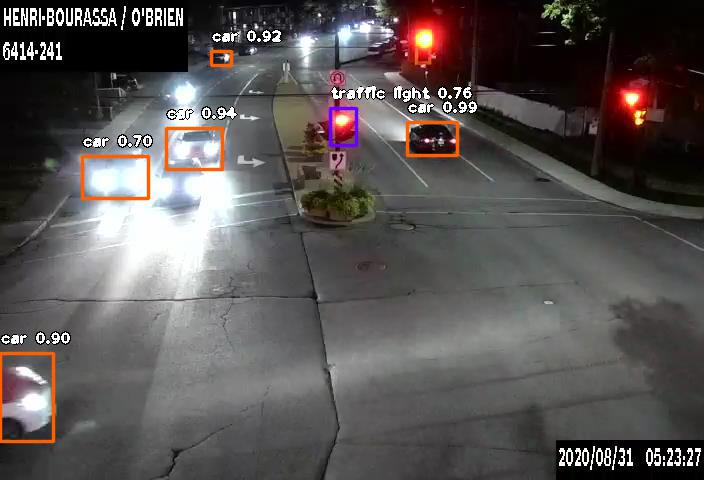 HENRI-BOURASSA / O'BRIEN
6414-241
car 0.92
traffic light 0.76
car 0.94
car 0.99
car 0.70
car 0.90
2020/08/31 05:23:27